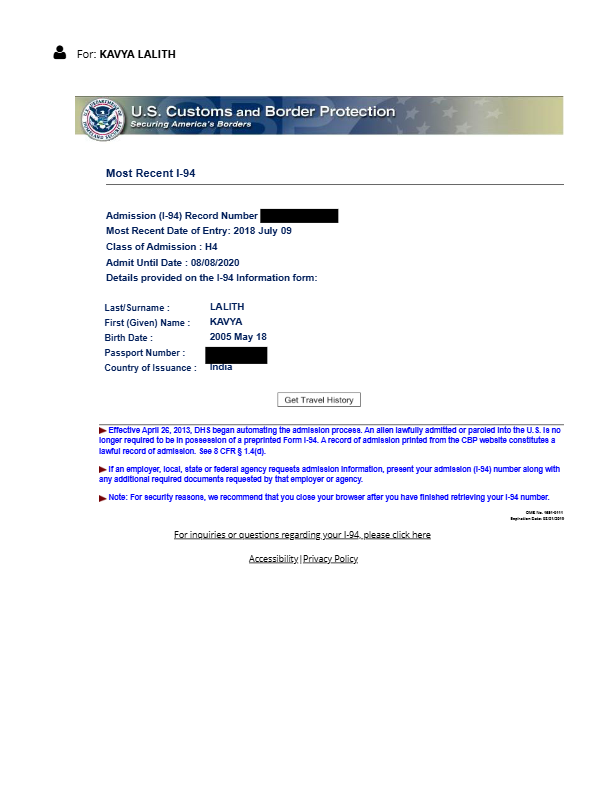 For: KAVYA LALITH
U.S. Customs and Border Protection
Securing America's Borders
Most Recent I-94
Admission (I-94) Record Number
Most Recent Date of Entry: 2018 July 09
Class of Admission : H4
Admit Until Date : 08/08/2020
Details provided on the I-94 Information form:
Last/Surname : LALITH
First (Given) Name : KAVYA
Birth Date : 2005 May 18
Passport Number :
Country of Issuance : India
Get Travel History
Effective April 26, 2013, DHS began automating the admission process. An alien lawfully admitted or paroled into the U.S. is no
longer required to be in possession of a preprinted Form I-94. A record of admission printed from the CBP website constitutes a
lawful record of admission. See 8 CFR § 1.4(d).
If an employer, local, state or federal agency requests admission information, present your admission (I-94) number along with
any additional required documents requested by that employer or agency.
Note: For security reasons, we recommend that you close your browser after you have finished retrieving your I-94 number.
OMB No. 1651-0111
Expiration Date:
For inquiries or questions regarding your I-94, please click here
Accessibility|Privacy Policy